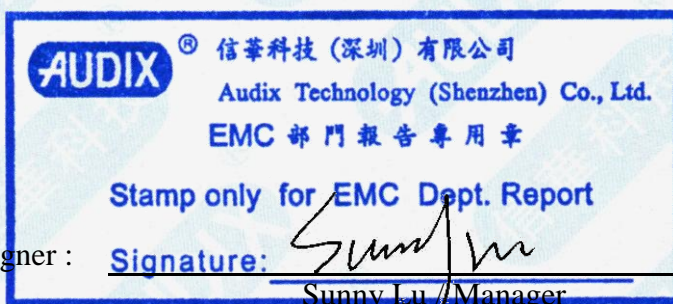 AUDIX ® 信華科技（深圳）有限公司
Audix Technology (Shenzhen) Co., Ltd.
EMC 部門報告專用章
Stamp only for EMC Dept. Report
gner : Signature:
Sunny Lu / Manager